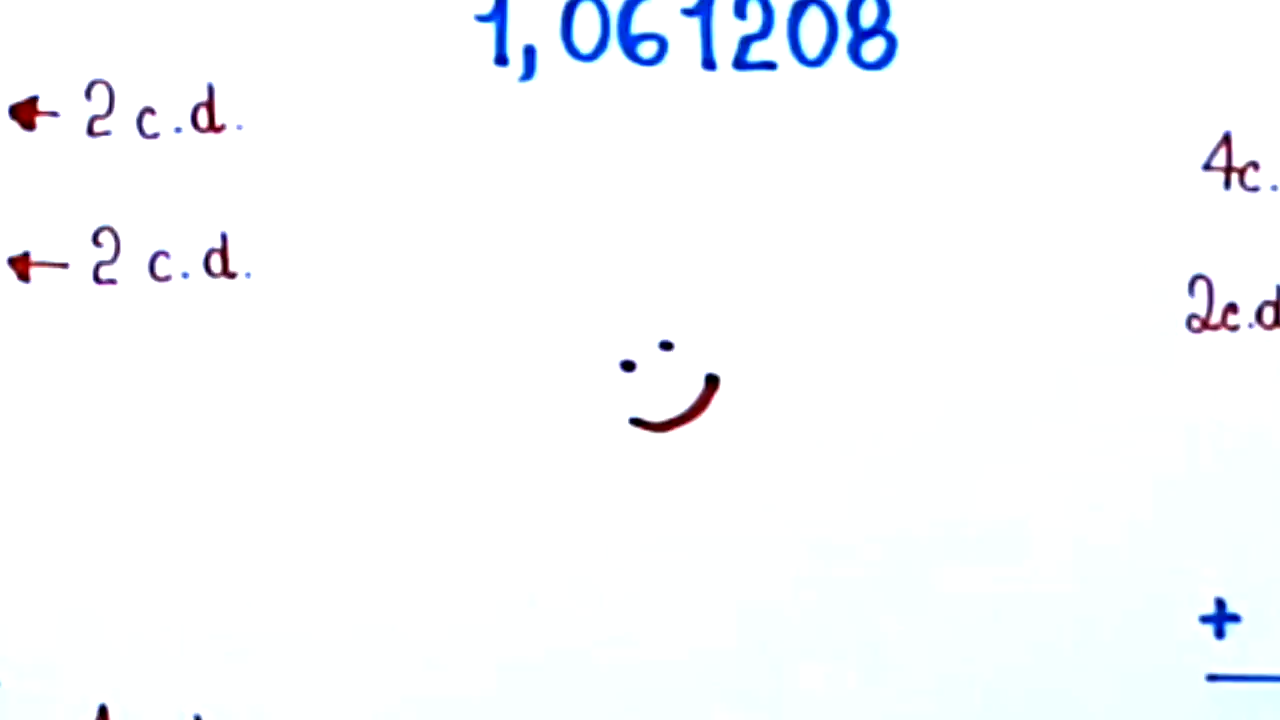 1,061208
← 2 c.d.
4c.
← 2 c.d.
2c.d
+